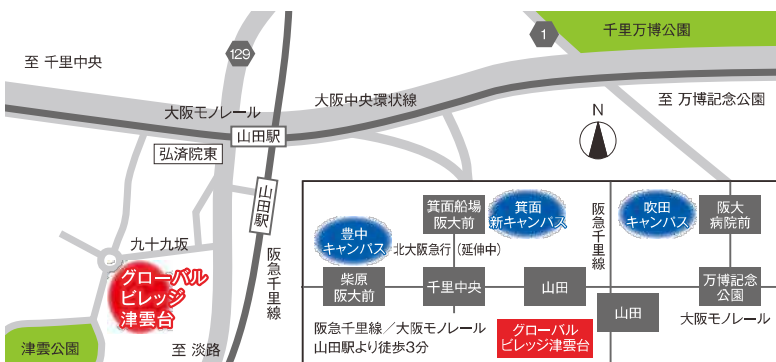 千里万博公園
1
129
至 千里中央
大阪モノレール
大阪中央環状線
至 万博記念公園
N
山田駅
弘済院東
山田駅
九十九坂
阪急千里線
グローバル
ビレッジ
津雲台
津雲公園
至 淡路
箕面船場
阪大前
箕面
新キャンパス
阪急千里線
吹田
キャンパス
阪大
病院前
豊中
キャンパス
北大阪急行(延伸中)
柴原
阪大前
千里中央
山田
山田
万博記念
公園
大阪モノレール
阪急千里線／大阪モノレール
山田駅より徒歩3分
グローバル
ビレッジ津雲台